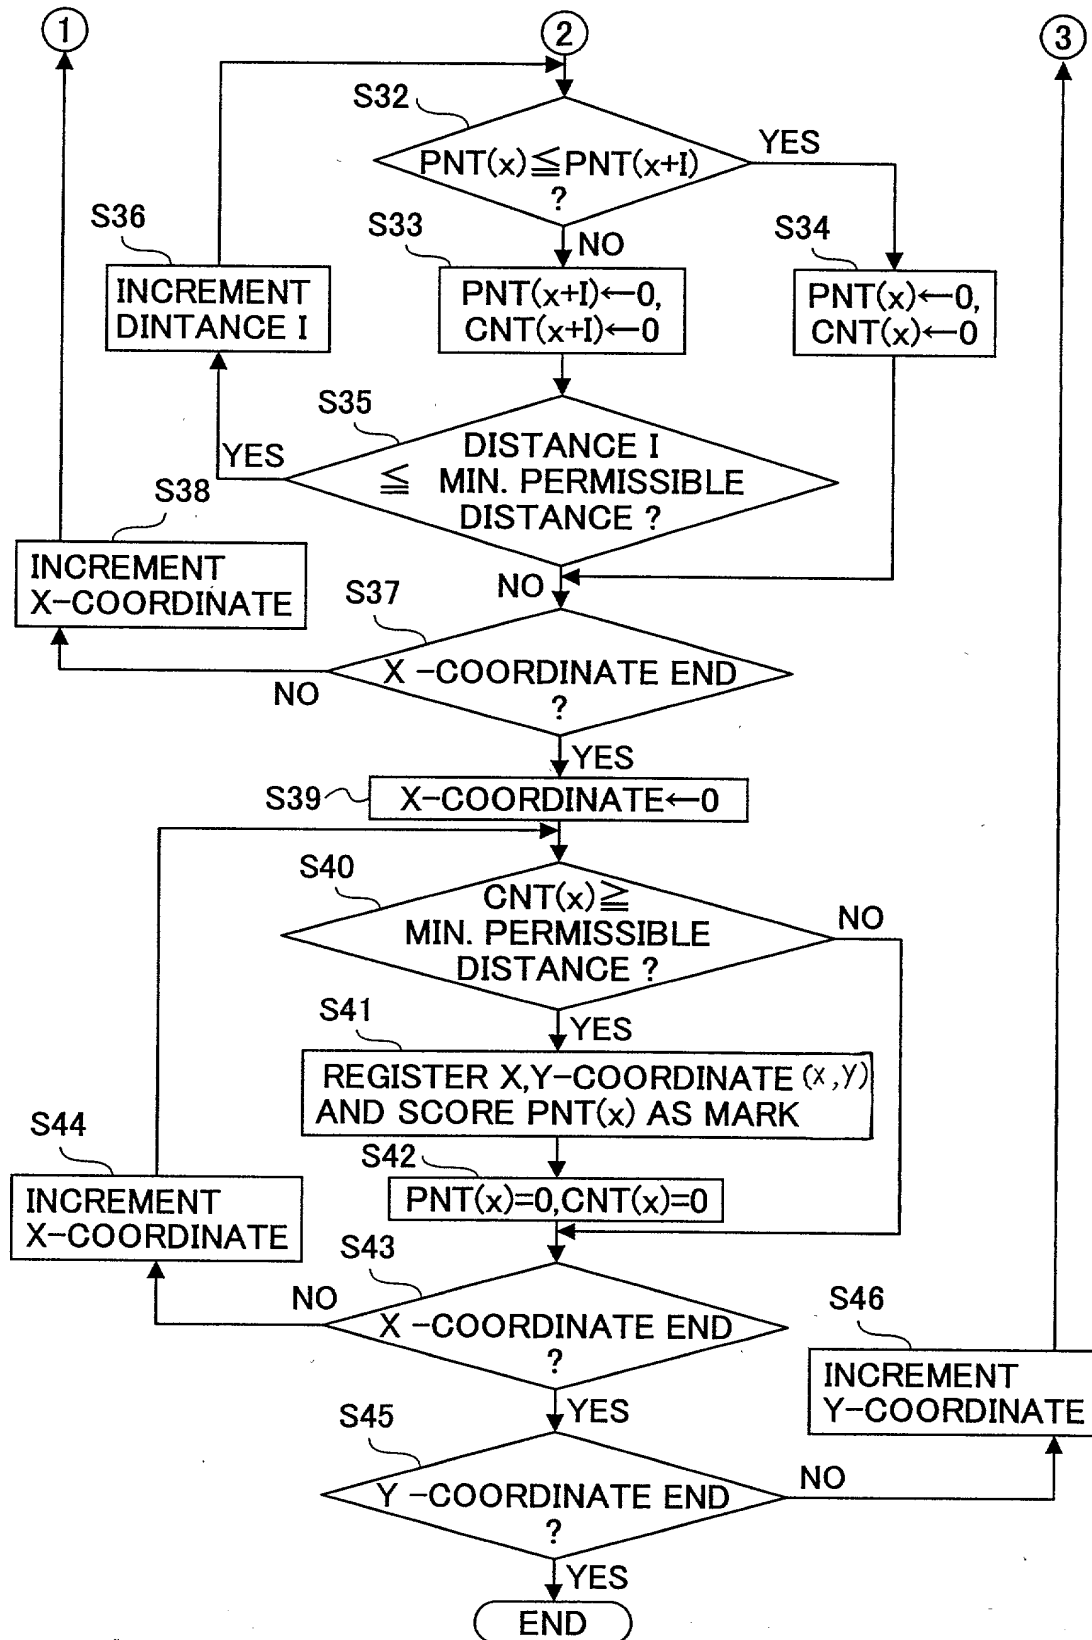 1
2
3
S32
PNT(x)≦PNT(x+I)
?
YES
NO
S36
INCREMENT
DINTANCE I
S33
PNT(x+I)←0,
CNT(x+I)←0
S34
PNT(x)←0,
CNT(x)←0
S35
DISTANCE I
≦ MIN. PERMISSIBLE
DISTANCE ?
YES
NO
S38
INCREMENT
X-COORDINATE
S37
X-COORDINATE END
?
NO
YES
S39
X-COORDINATE←0
S40
CNT(x)≧
MIN. PERMISSIBLE
DISTANCE ?
NO
YES
S41
REGISTER X,Y-COORDINATE (x,y)
AND SCORE PNT(x) AS MARK
S42
PNT(x)=0,CNT(x)=0
S44
INCREMENT
X-COORDINATE
S43
X-COORDINATE END
?
NO
YES
S46
INCREMENT
Y-COORDINATE
S45
Y-COORDINATE END
?
NO
YES
END